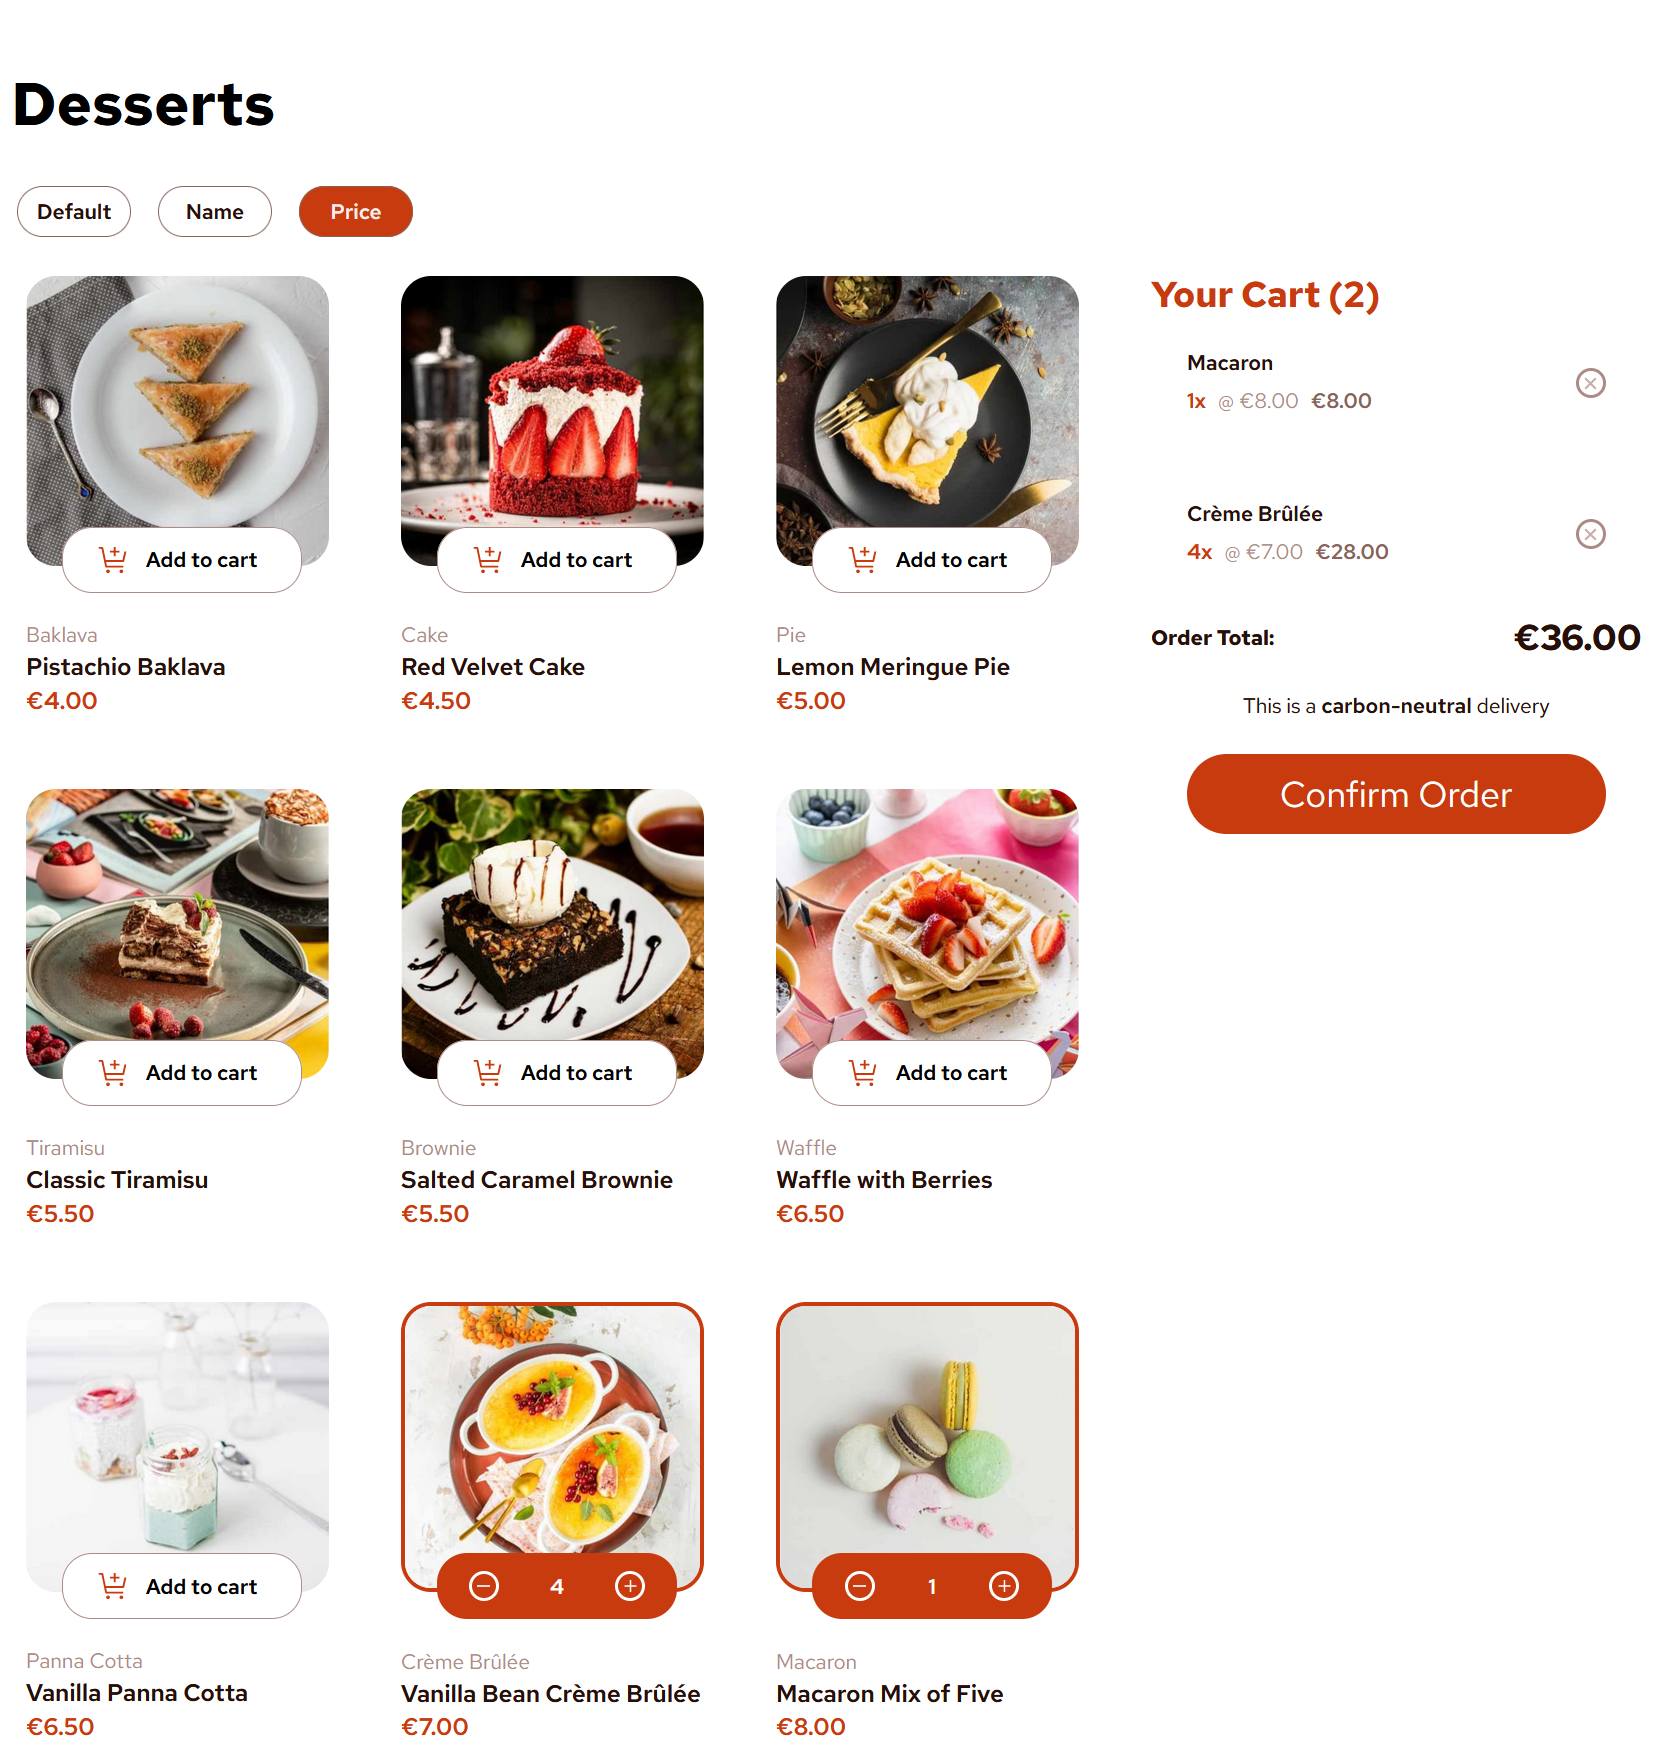 Desserts
Default
Name
Price
Add to cart
Baklava
Pistachio Baklava
€4.00
Add to cart
Cake
Red Velvet Cake
€4.50
Add to cart
Pie
Lemon Meringue Pie
€5.00
Add to cart
Tiramisu
Classic Tiramisu
€5.50
Add to cart
Brownie
Salted Caramel Brownie
€5.50
Add to cart
Waffle
Waffle with Berries
€6.50
Add to cart
Panna Cotta
Vanilla Panna Cotta
€6.50
4
Crème Brûlée
Vanilla Bean Crème Brûlée
€7.00
1
Macaron
Macaron Mix of Five
€8.00
Your Cart (2)
Macaron
1x @ €8.00 €8.00
Crème Brûlée
4x @ €7.00 €28.00
Order Total: €36.00
This is a carbon-neutral delivery
Confirm Order